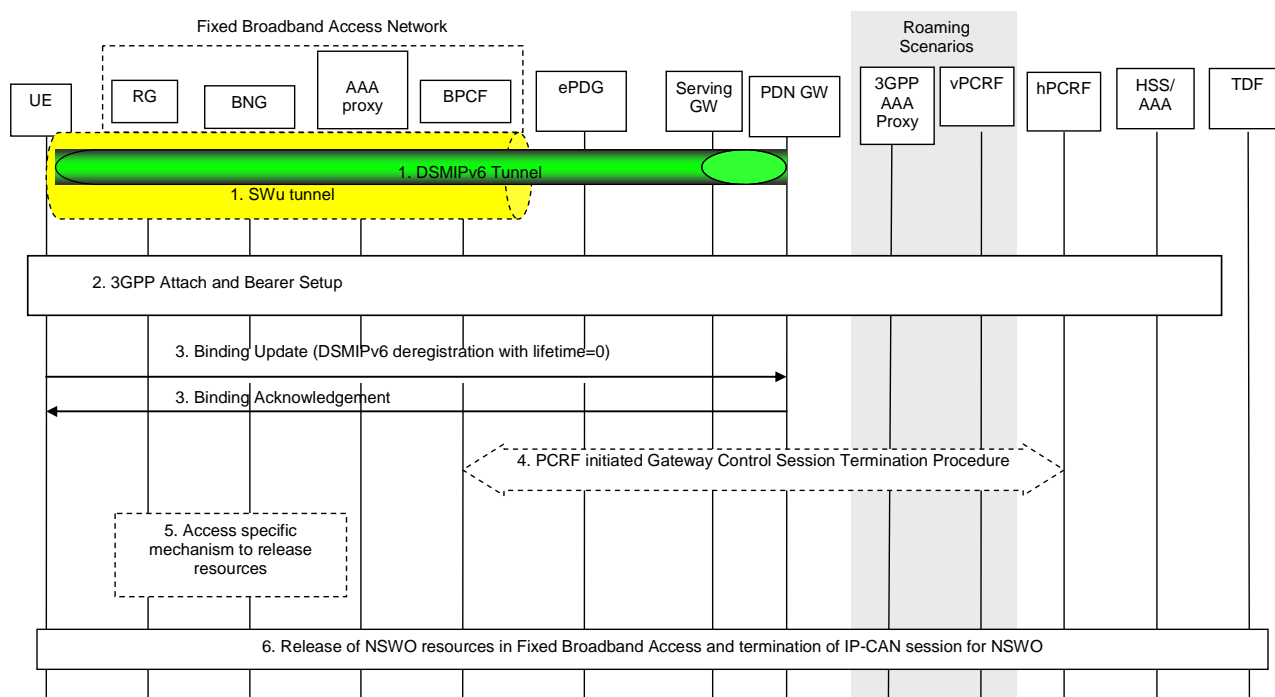 Fixed Broadband Access Network
Roaming
Scenarios
UE
RG
BNG
AAA
proxy
BPCF
ePDG
Serving
GW
PDN GW
3GPP
AAA
Proxy
vPCRF
hPCRF
HSS/
AAA
TDF
1. DSMIPv6 Tunnel
1. SWu tunnel
2. 3GPP Attach and Bearer Setup
3. Binding Update (DSMIPv6 deregistration with lifetime=0)
3. Binding Acknowledgement
4. PCRF initiated Gateway Control Session Termination Procedure
5. Access specific
mechanism to release
resources
6. Release of NSWO resources in Fixed Broadband Access and termination of IP-CAN session for NSWO